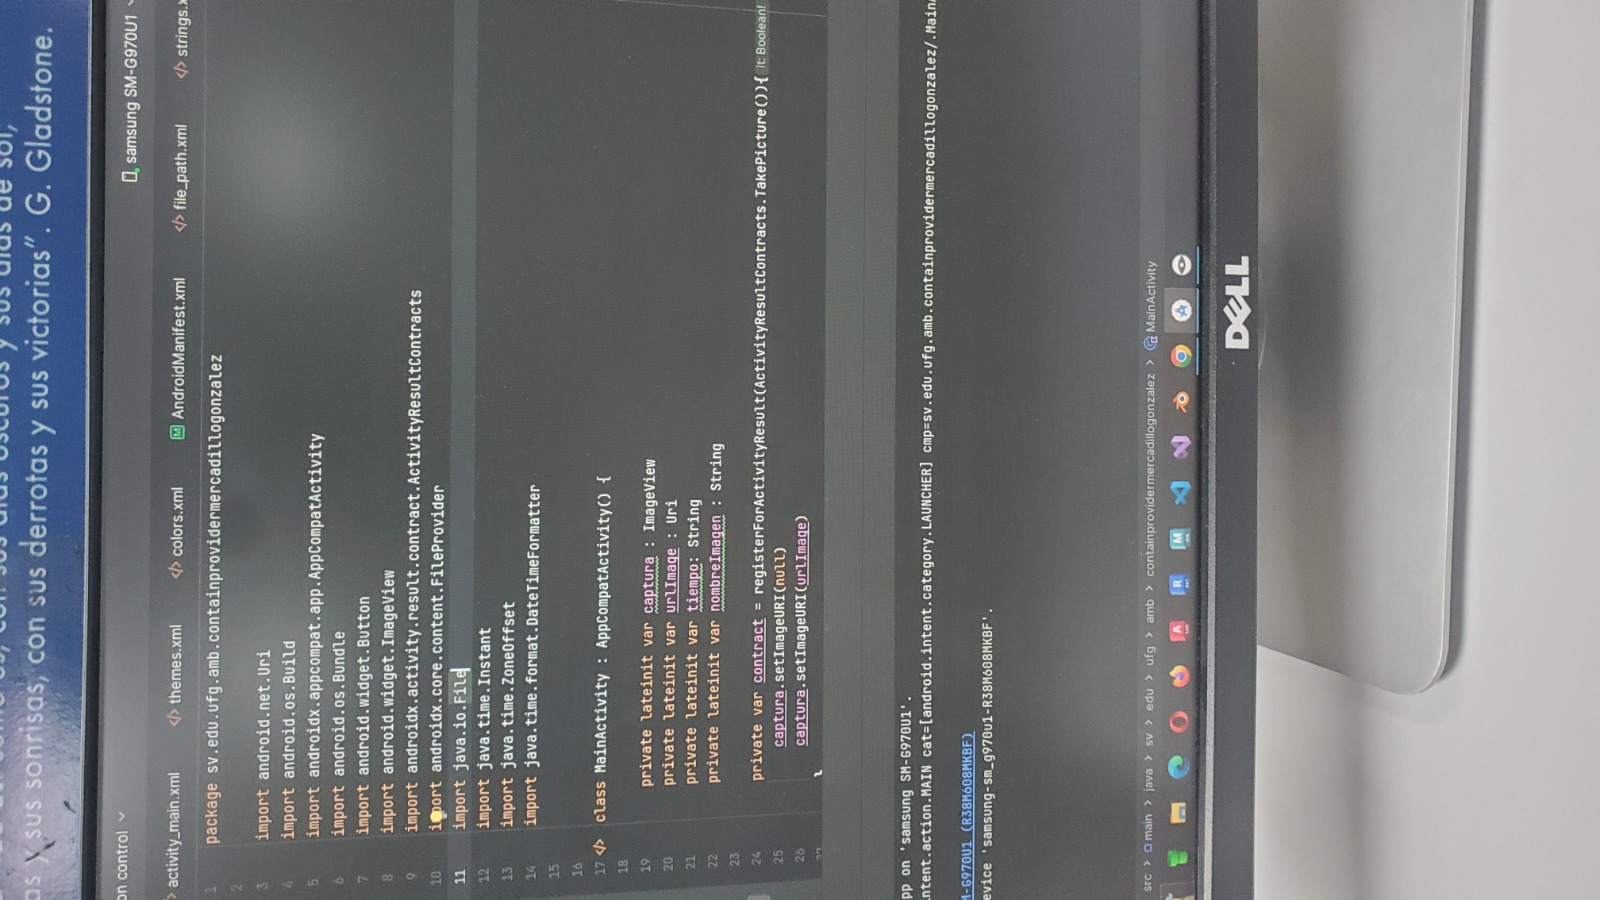 sus sonrisas, con sus derrotas y sus victorias". G. Gladstone.
on control
samsung SM-G970U1
activity_main.xml
themes.xml
colors.xml
AndroidManifest.xml
file_path.xml
strings.x
1 package sv.edu.ufg.amb.containprovidermercadillogonzalez
2
3 import android.net.Uri
4 import android.os.Build
5 import androidx.appcompat.app.AppCompatActivity
6 import android.os.Bundle
7 import android.widget.Button
8 import android.widget.ImageView
9 import androidx.activity.result.contract.ActivityResultContracts
10 import androidx.core.content.FileProvider
11 import java.io.File
12 import java.time.Instant
13 import java.time.ZoneOffset
14 import java.time.format.DateTimeFormatter
15
16
17 class MainActivity : AppCompatActivity() {
18
19 private lateinit var captura : ImageView
20 private lateinit var urlImage : Uri
21 private lateinit var tiempo: String
22 private lateinit var nombreImagen : String
23
24 private var contract = registerForActivityResult(ActivityResultContracts.TakePicture()){ it: Boolean!
25 captura.setImageURI(null)
26 captura.setImageURI(urlImage)
27
pp on 'samsung SM-G970U1'.
ntent.action.MAIN cat=[android.intent.category.LAUNCHER] cmp=sv.edu.ufg.amb.containprovidermercadillogonzalez/.Main
M-G970U1 (R38M608MKBF)
evice 'samsung-sm_g970u1-R38M608MKBF'.
src > main > java > sv > edu > ufg > amb > containprovidermercadillogonzalez > MainActivity
DELL